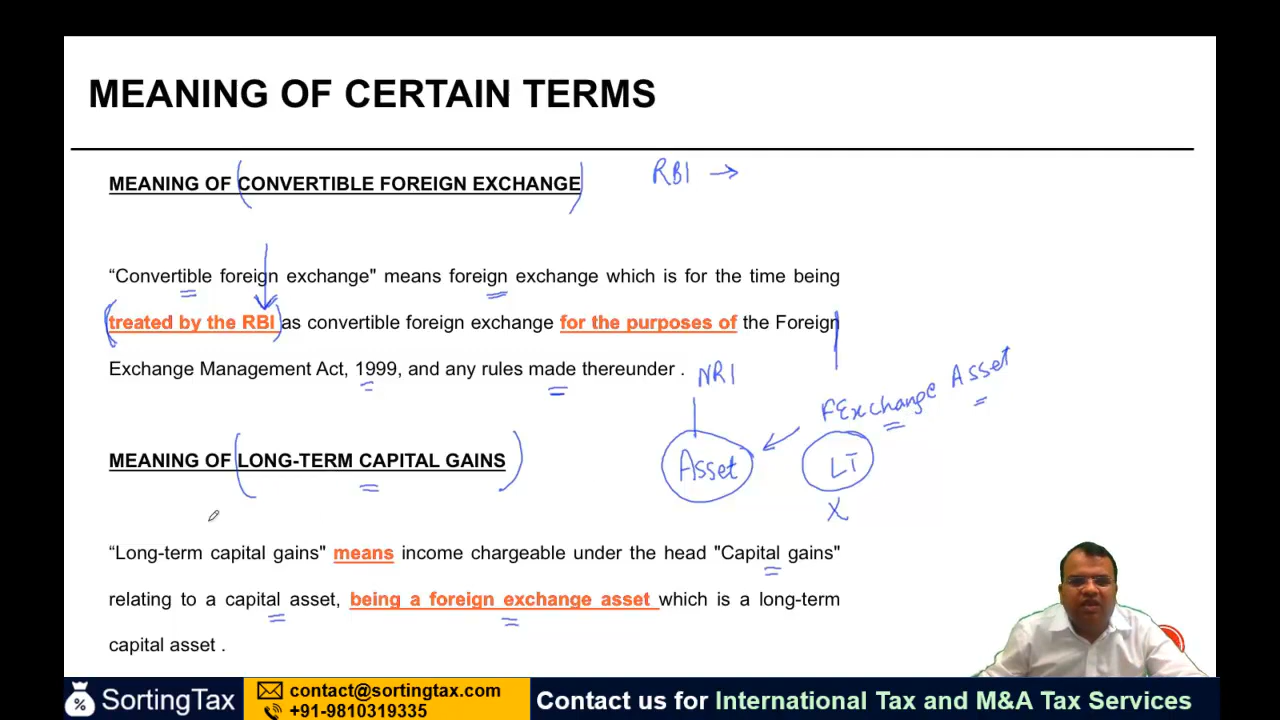 MEANING OF CERTAIN TERMS
MEANING OF CONVERTIBLE FOREIGN EXCHANGE
RBI →
“Convertible foreign exchange" means foreign exchange which is for the time being
treated by the RBI as convertible foreign exchange for the purposes of the Foreign
Exchange Management Act, 1999, and any rules made thereunder .
NRI
FExchange Asset
MEANING OF LONG-TERM CAPITAL GAINS
Asset
LT
X
“Long-term capital gains" means income chargeable under the head "Capital gains"
relating to a capital asset, being a foreign exchange asset which is a long-term
capital asset .
SortingTax
contact@sortingtax.com
+91-9810319335
Contact us for International Tax and M&A Tax Services